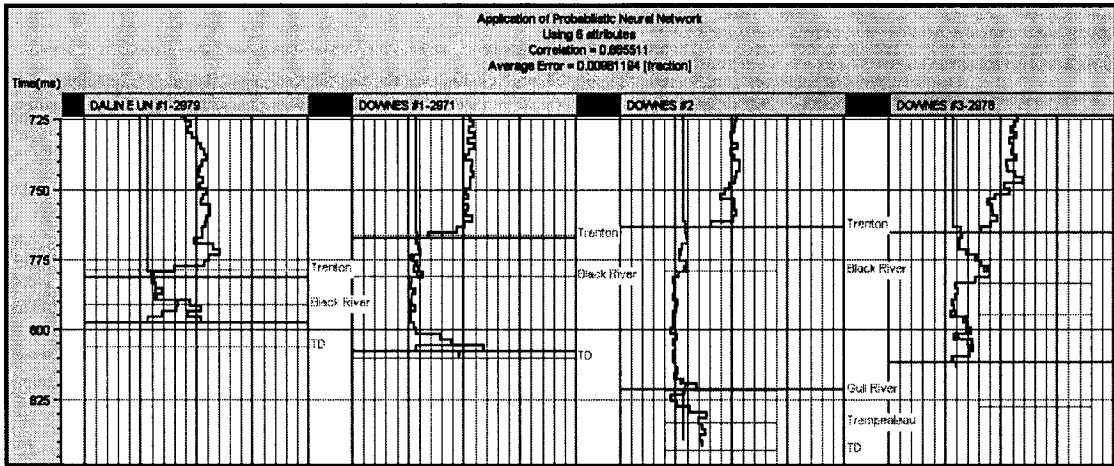 Application of Probabilistic Neural Network
Using 6 attributes
Correlation = 0.665511
Average Error = 0.00981194 [fraction]
Time(ms)
DALIN E UN #1-2979
DOWNES #1-2971
DOWNES #2
DOWNES #3-2978
725
750
775
800
825
Trenton
Black River
TD
Trenton
Black River
TD
Trenton
Black River
Gull River
Trempealeau
TD